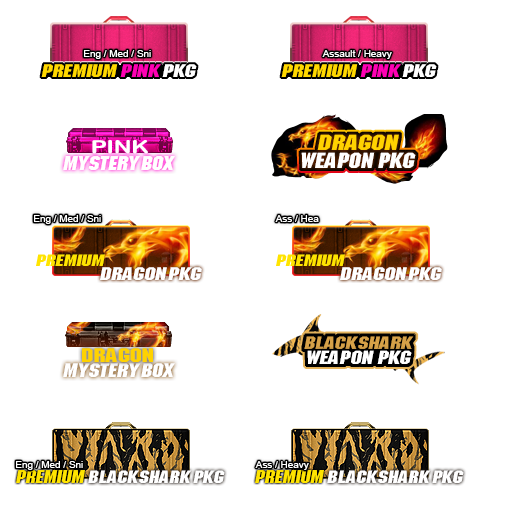 Eng / Med / Sni
PREMIUM PINK PKG
Assault / Heavy
PREMIUM PINK PKG
PINK
MYSTERY BOX
DRAGON
WEAPON PKG
Eng / Med / Sni
PREMIUM
DRAGON PKG
Ass / Hea
PREMIUM
DRAGON PKG
DRAGON
MYSTERY BOX
BLACKSHARK
WEAPON PKG
Eng / Med / Sni
PREMIUM BLACKSHARK PKG
Ass / Heavy
PREMIUM BLACKSHARK PKG